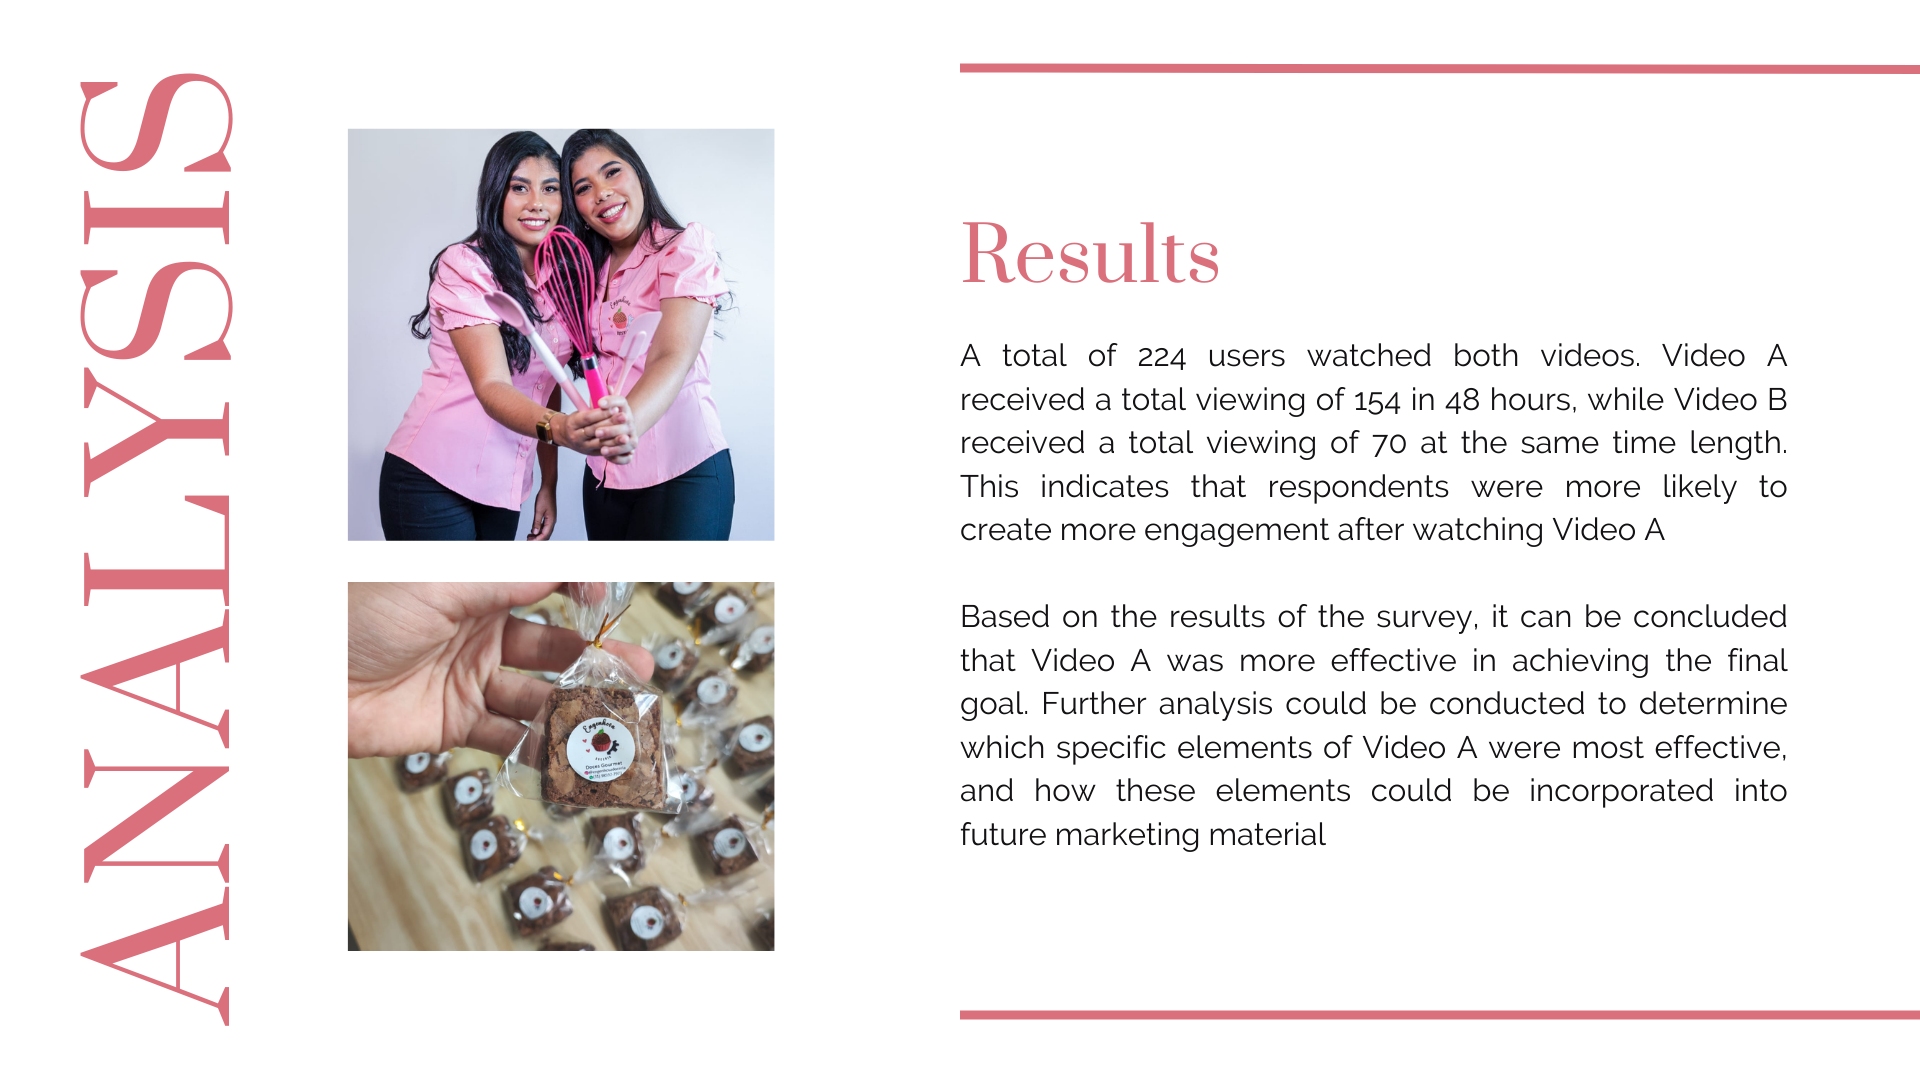 ANALYSIS
Results
A total of 224 users watched both videos. Video A
received a total viewing of 154 in 48 hours, while Video B
received a total viewing of 70 at the same time length.
This indicates that respondents were more likely to
create more engagement after watching Video A
Based on the results of the survey, it can be concluded
that Video A was more effective in achieving the final
goal. Further analysis could be conducted to determine
which specific elements of Video A were most effective,
and how these elements could be incorporated into
future marketing material
Doces Gourmet